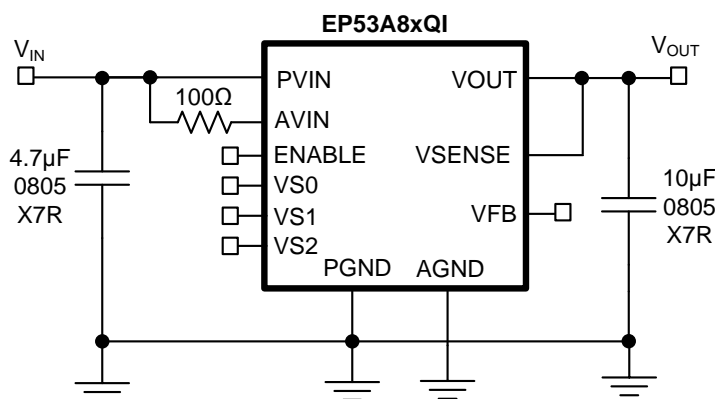 EP53A8xQI
VIN
VOUT
PVIN
VOUT
100Ω
AVIN
ENABLE
VSENSE
4.7µF
0805
X7R
VS0
VS1
VFB
10µF
0805
X7R
VS2
PGND
AGND